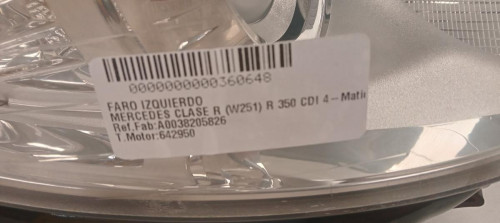 0000000000360648
FARO IZQUIERDO
MERCEDES CLASE R (W251) R 350 CDI 4-Matic
Ref.Fab:A0038205826
T.Motor:642950